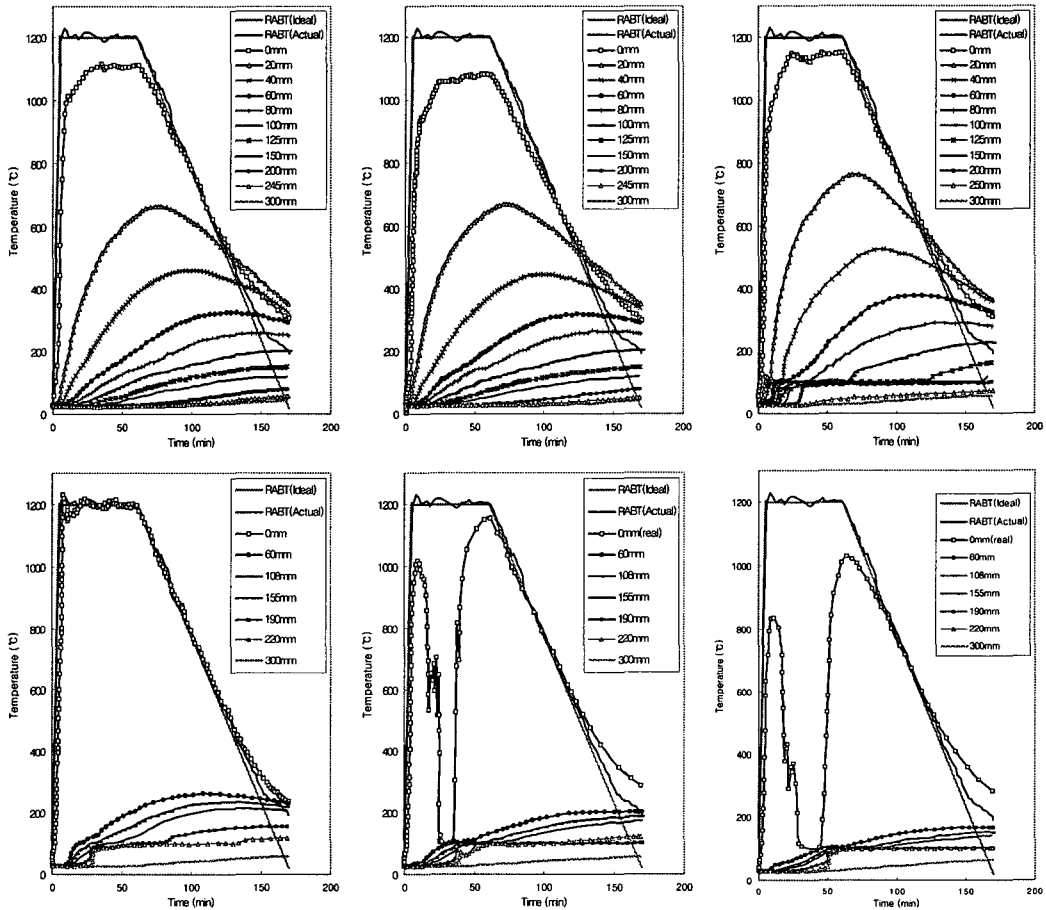 RABT(Ideal)
RABT(Actual)
0mm
20mm
40mm
60mm
80mm
100mm
125mm
150mm
200mm
245mm
300mm
1200
1000
800
600
400
200
0
Temperature (℃)
0 50 100 150 200
Time (min)
RABT(Ideal)
RABT(Actual)
0mm
20mm
40mm
60mm
80mm
100mm
125mm
150mm
200mm
245mm
300mm
1200
1000
800
600
400
200
0
Temperature (℃)
0 50 100 150 200
Time (min)
RABT(Ideal)
RABT(Actual)
0mm
20mm
40mm
60mm
80mm
100mm
125mm
150mm
200mm
250mm
300mm
1200
1000
800
600
400
200
0
Temperature (℃)
0 50 100 150 200
Time (min)
RABT(Ideal)
RABT(Actual)
0mm
60mm
108mm
155mm
190mm
220mm
300mm
1200
1000
800
600
400
200
0
Temperature (℃)
0 50 100 150 200
Time (min)
RABT(Ideal)
RABT(Actual)
0mm(real)
60mm
108mm
155mm
190mm
220mm
300mm
1200
1000
800
600
400
200
0
Temperature (℃)
0 50 100 150 200
Time (min)
RABT(Ideal)
RABT(Actual)
0mm(real)
60mm
108mm
155mm
190mm
220mm
300mm
1200
1000
800
600
400
200
0
Temperature (℃)
0 50 100 150 200
Time (min)